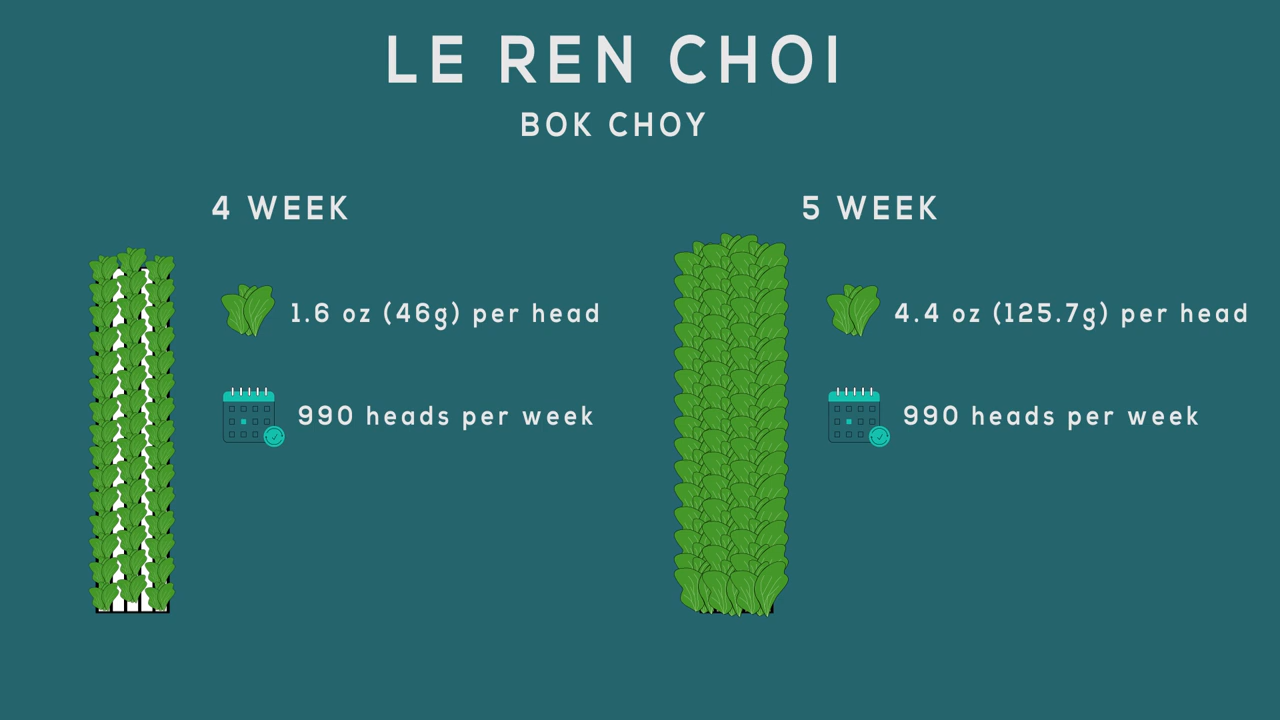 LE REN CHOI
BOK CHOY
4 WEEK
1.6 oz (46g) per head
990 heads per week
5 WEEK
4.4 oz (125.7g) per head
990 heads per week